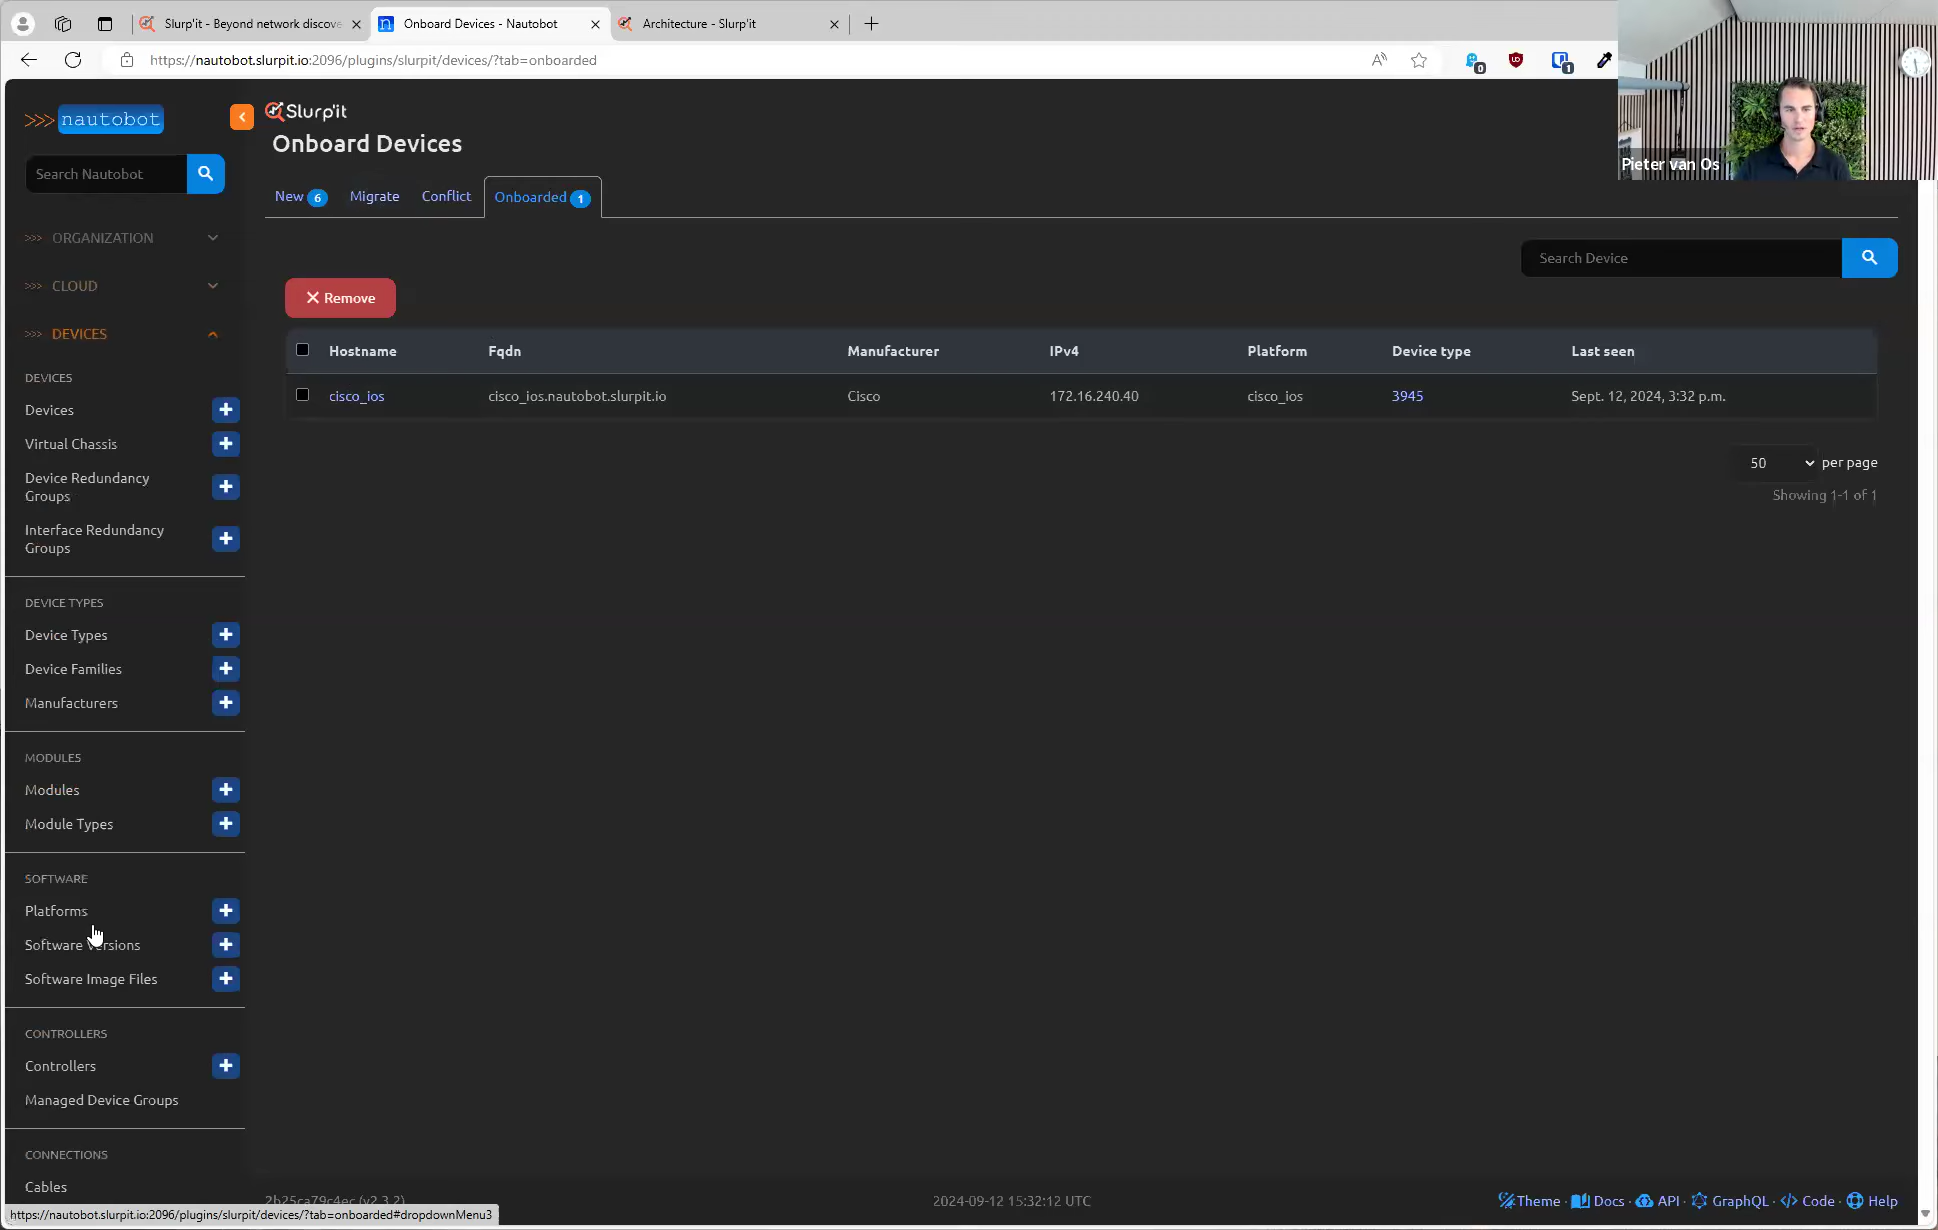 Slurp'it - Beyond network discove
Onboard Devices - Nautobot
Architecture - Slurp'it
https://nautobot.slurpit.io:2096/plugins/slurpit/devices/?tab=onboarded
0
1
Pieter van Os
>>> nautobot
Slurp'it
Onboard Devices
Search Nautobot
New 6
Migrate
Conflict
Onboarded 1
Search Device
Remove
Hostname Fqdn Manufacturer IPv4 Platform Device type Last seen
cisco_ios cisco_ios.nautobot.slurpit.io Cisco 172.16.240.40 cisco_ios 3945 Sept. 12, 2024, 3:32 p.m.
50 per page
Showing 1-1 of 1
>>> ORGANIZATION
>>> CLOUD
>>> DEVICES
DEVICES
Devices
Virtual Chassis
Device Redundancy
Groups
Interface Redundancy
Groups
DEVICE TYPES
Device Types
Device Families
Manufacturers
MODULES
Modules
Module Types
SOFTWARE
Platforms
Software Versions
Software Image Files
CONTROLLERS
Controllers
Managed Device Groups
CONNECTIONS
Cables
2b25ca79c4ec (v2.3.2)
2024-09-12 15:32:12 UTC
Theme · Docs · API · GraphQL · Code · Help
https://nautobot.slurpit.io:2096/plugins/slurpit/devices/?tab=onboarded#dropdownMenu3